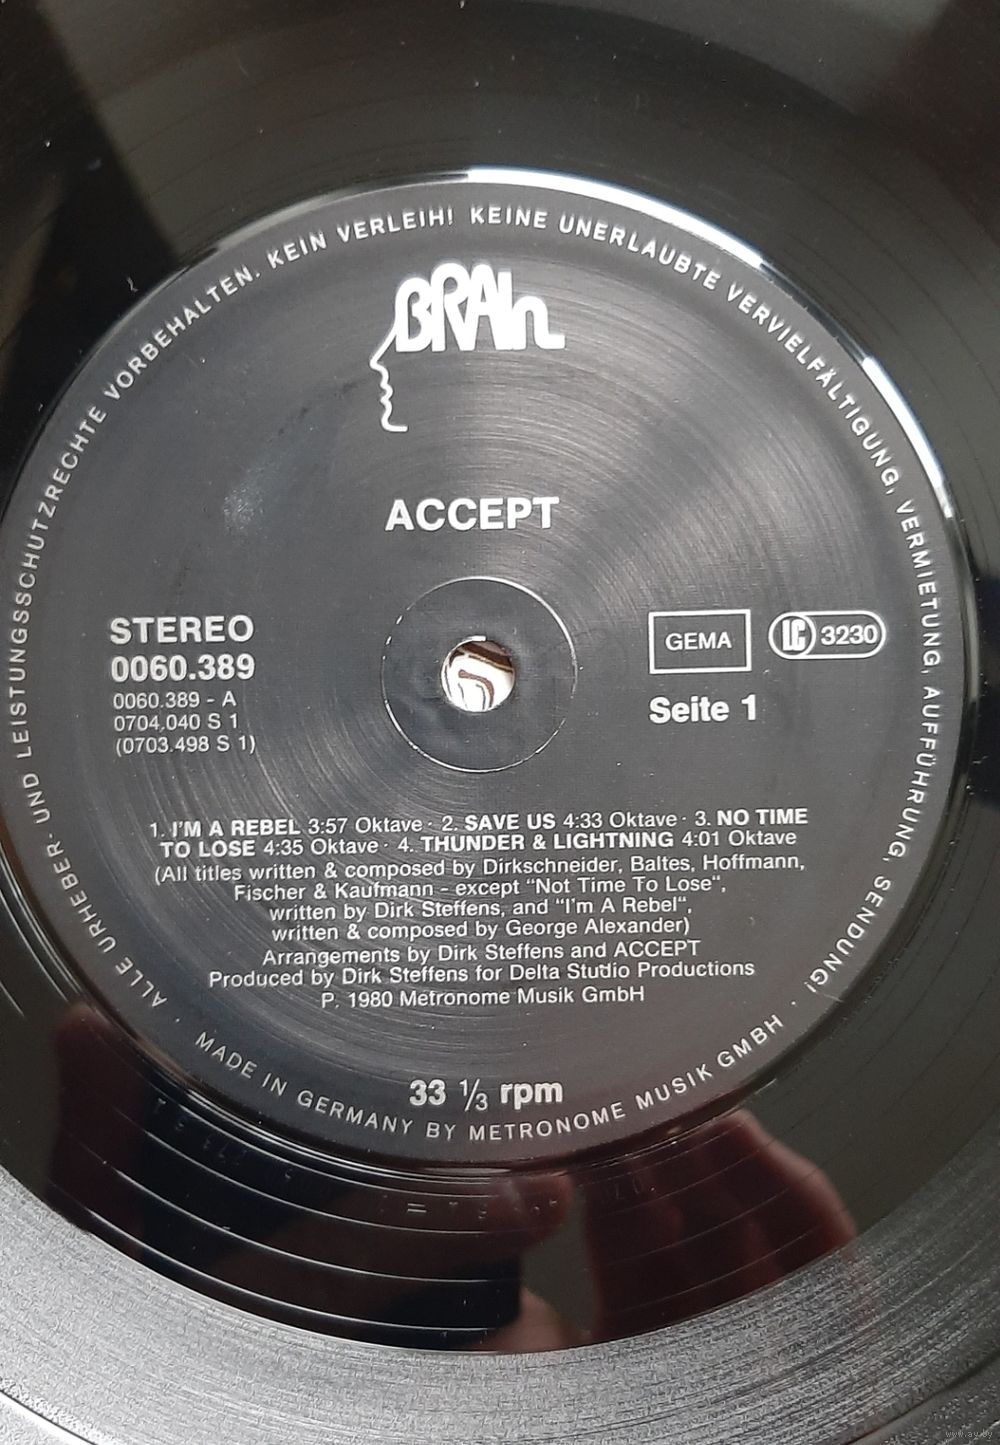 ALLE URHEBER- UND LEISTUNGSSCHUTZRECHTE VORBEHALTEN. KEIN VERLEIH! KEINE UNERLAUBTE VERVIELFÄLTIGUNG, VERMIETUNG, AUFFÜHRUNG, SENDUNG!
BRAIn
ACCEPT
STEREO
0060.389
0060.389 - A
0704,040 S 1
(0703.498 S 1)
GEMA
LC 3230
Seite 1
1. I'M A REBEL 3:57 Oktave · 2. SAVE US 4:33 Oktave · 3. NO TIME
TO LOSE 4:35 Oktave · 4. THUNDER & LIGHTNING 4:01 Oktave
(All titles written & composed by Dirkschneider, Baltes, Hoffmann,
Fischer & Kaufmann - except "Not Time To Lose",
written by Dirk Steffens, and "I'm A Rebel",
written & composed by George Alexander)
Arrangements by Dirk Steffens and ACCEPT
Produced by Dirk Steffens for Delta Studio Productions
P. 1980 Metronome Musik GmbH
33 ⅓ rpm
· MADE IN GERMANY BY METRONOME MUSIK GMBH ·
www.ay.by